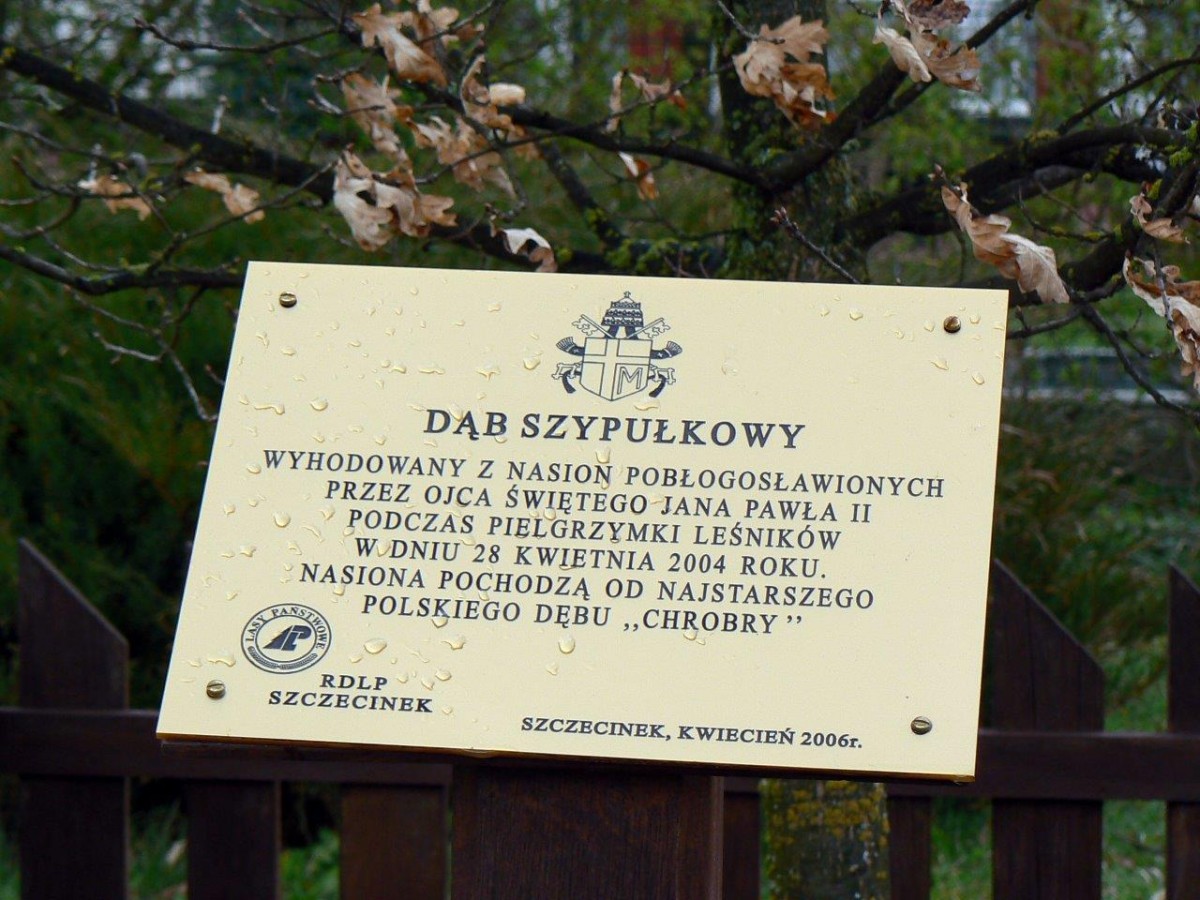 M
DĄB SZYPUŁKOWY
WYHODOWANY Z NASION POBŁOGOSŁAWIONYCH
PRZEZ OJCA ŚWIĘTEGO JANA PAWŁA II
PODCZAS PIELGRZYMKI LEŚNIKÓW
W DNIU 28 KWIETNIA 2004 ROKU.
NASIONA POCHODZĄ OD NAJSTARSZEGO
POLSKIEGO DĘBU ,,CHROBRY ’’
LASY PAŃSTWOWE
LP
RDLP
SZCZECINEK
SZCZECINEK, KWIECIEŃ 2006r.